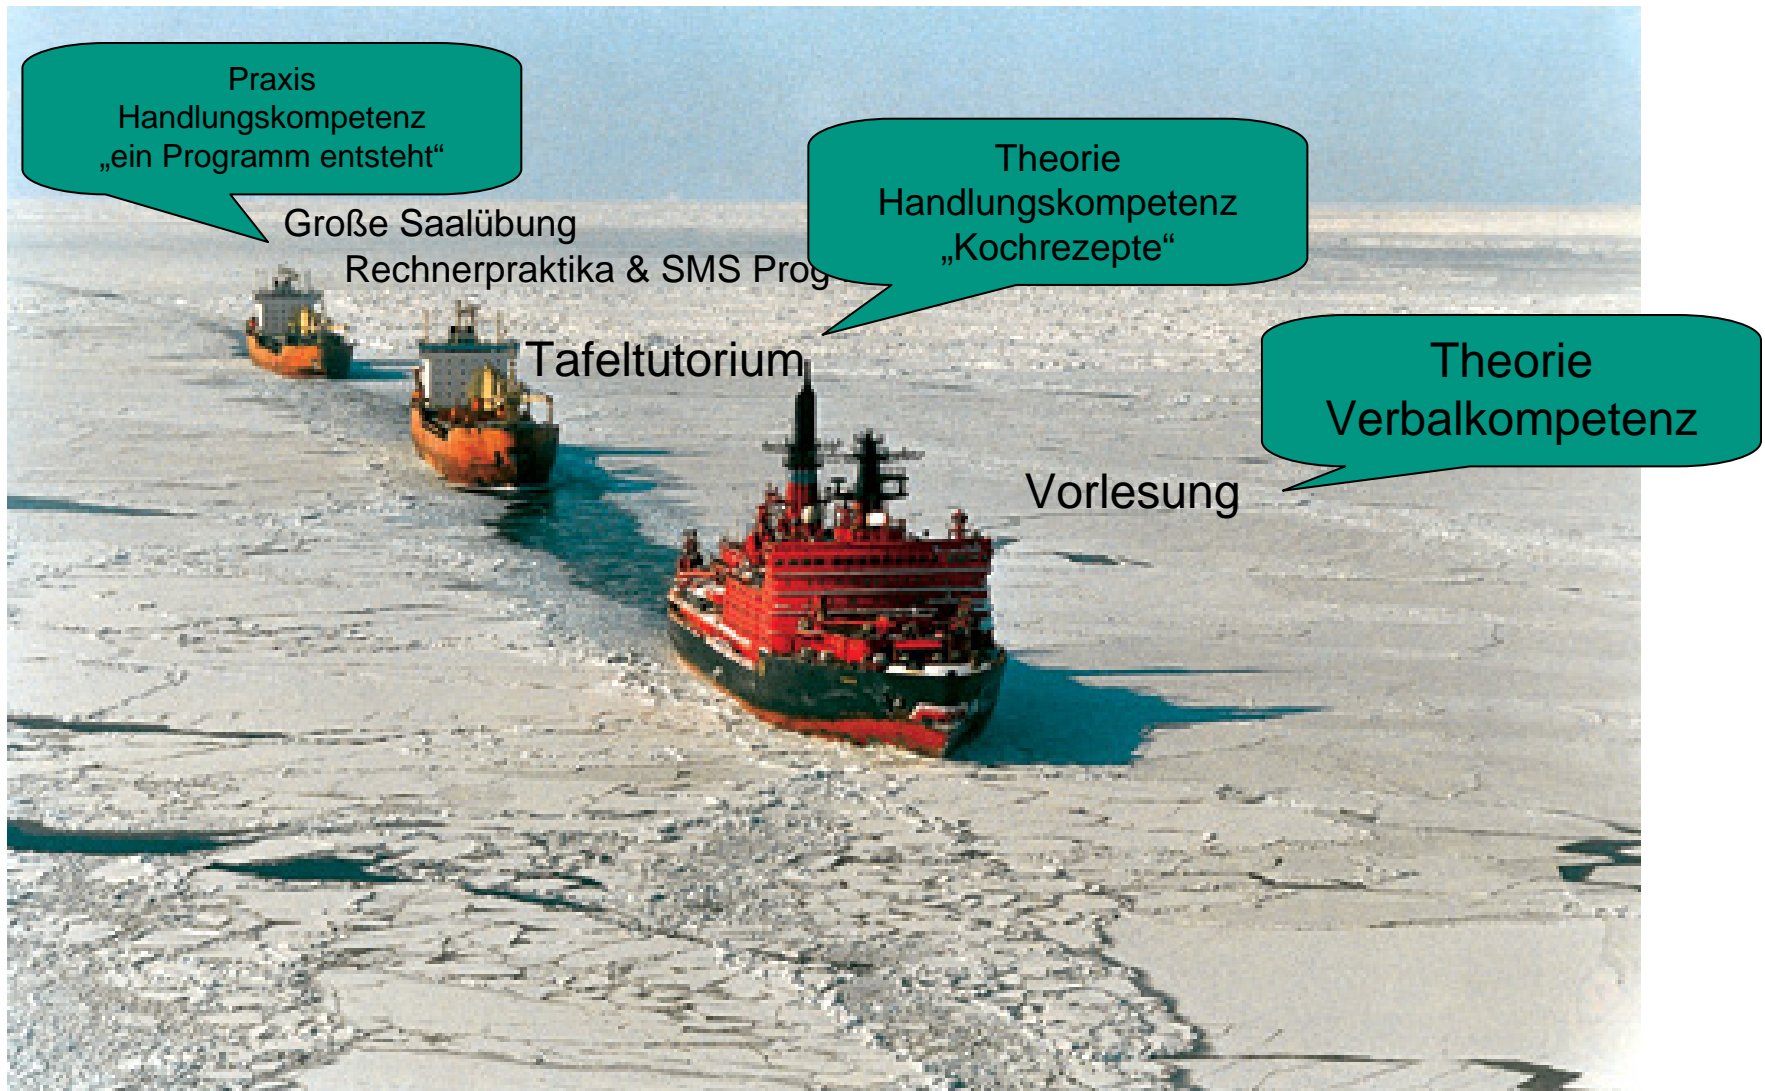 Praxis
Handlungskompetenz
„ein Programm entsteht“
Große Saalübung
Rechnerpraktika & SMS Prog
Theorie
Handlungskompetenz
„Kochrezepte“
Tafeltutorium
Theorie
Verbalkompetenz
Vorlesung